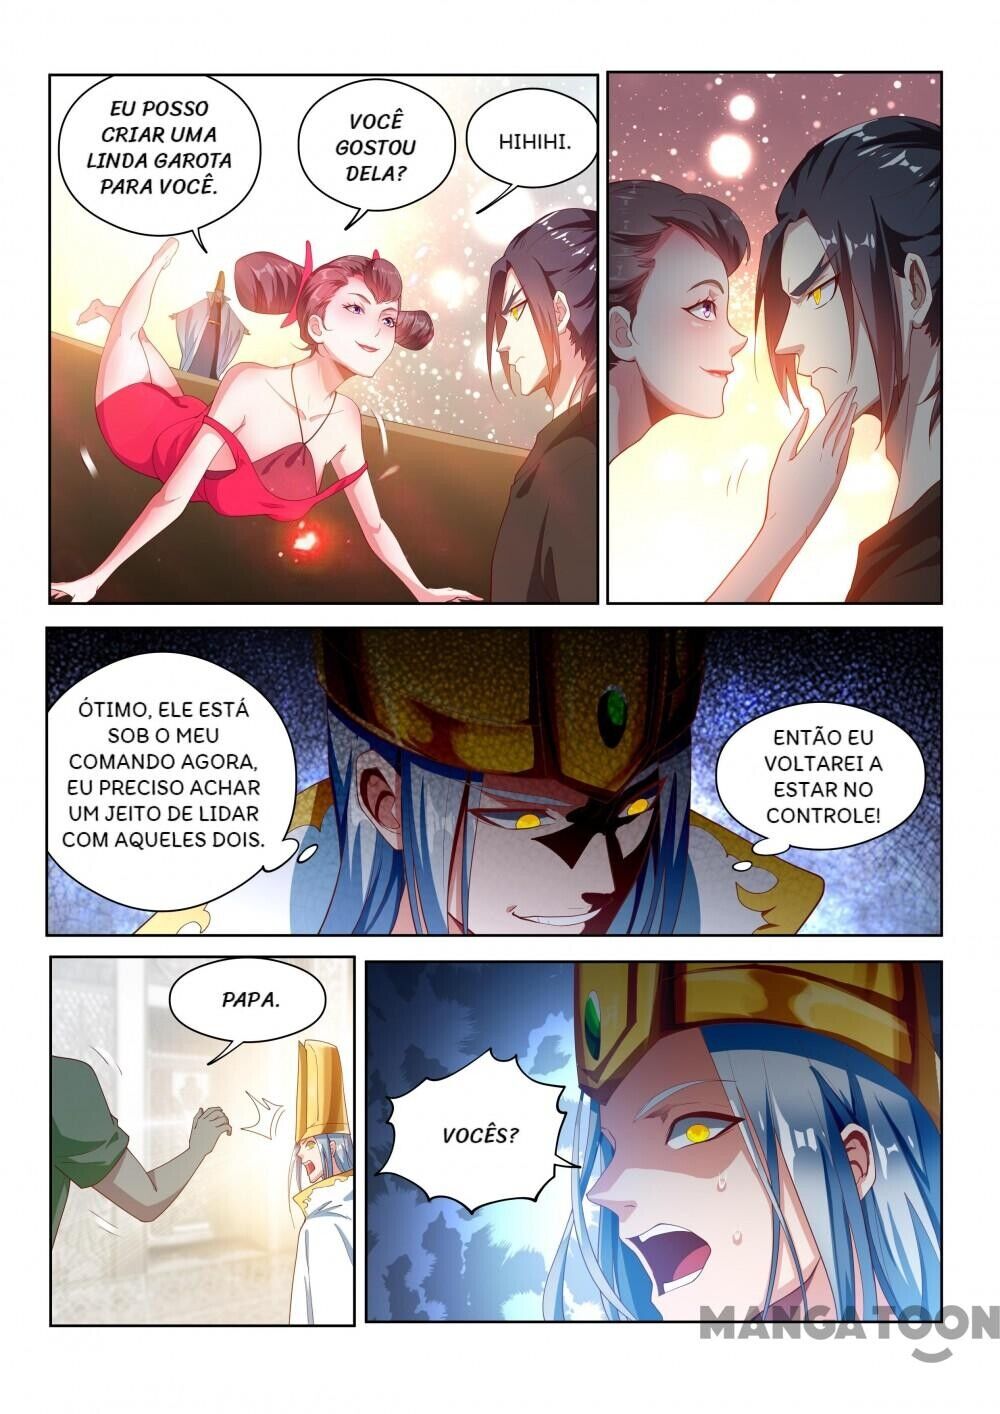 EU POSSO
CRIAR UMA
LINDA GAROTA
PARA VOCÊ.
VOCÊ
GOSTOU
DELA?
HIHIHI.
ÓTIMO, ELE ESTÁ
SOB O MEU
COMANDO AGORA,
EU PRECISO ACHAR
UM JEITO DE LIDAR
COM AQUELES DOIS.
ENTÃO EU
VOLTAREI A
ESTAR NO
CONTROLE!
PAPA.
VOCÊS?
MANGATOON